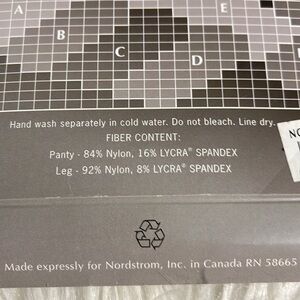 A
B
C
D
E
Hand wash separately in cold water. Do not bleach. Line dry.
FIBER CONTENT:
Panty - 84% Nylon, 16% LYCRA® SPANDEX
Leg - 92% Nylon, 8% LYCRA® SPANDEX
Made expressly for Nordstrom, Inc. in Canada RN 58665